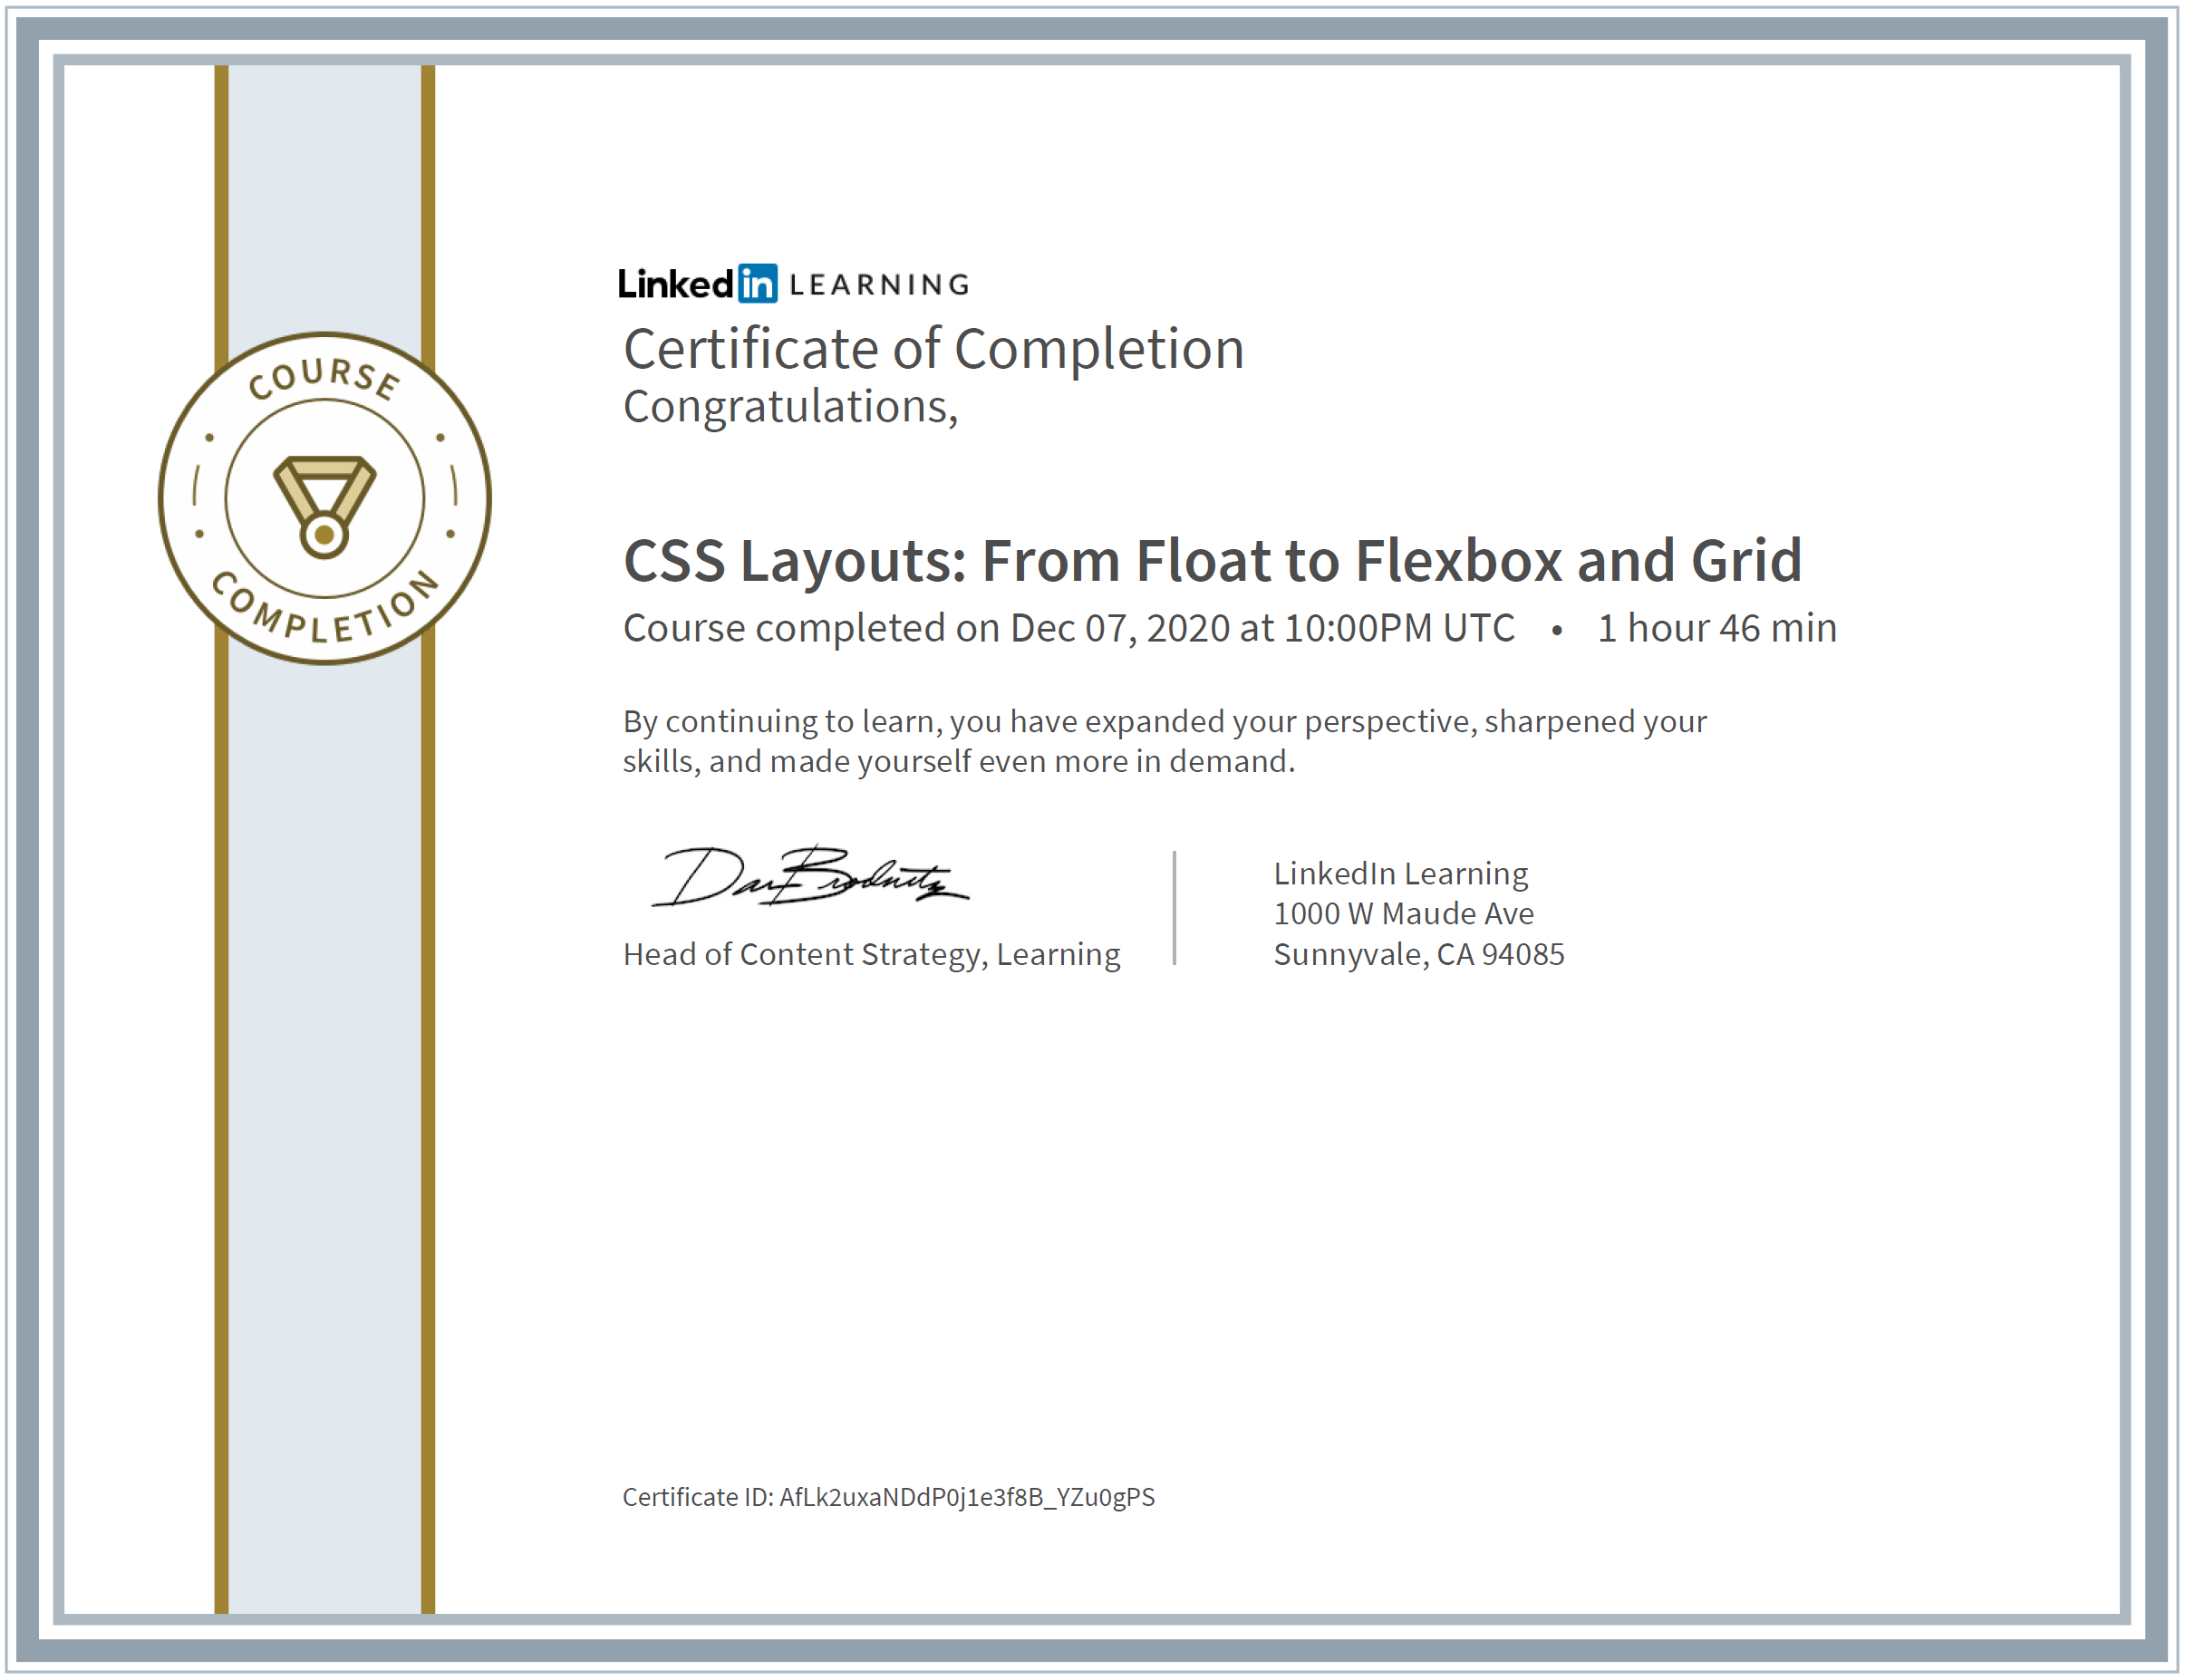 COURSE
COMPLETION
Linked in LEARNING
Certificate of Completion
Congratulations,
CSS Layouts: From Float to Flexbox and Grid
Course completed on Dec 07, 2020 at 10:00PM UTC • 1 hour 46 min
By continuing to learn, you have expanded your perspective, sharpened your
skills, and made yourself even more in demand.
Head of Content Strategy, Learning
LinkedIn Learning
1000 W Maude Ave
Sunnyvale, CA 94085
Certificate ID: AfLk2uxaNDdP0j1e3f8B_YZu0gPS